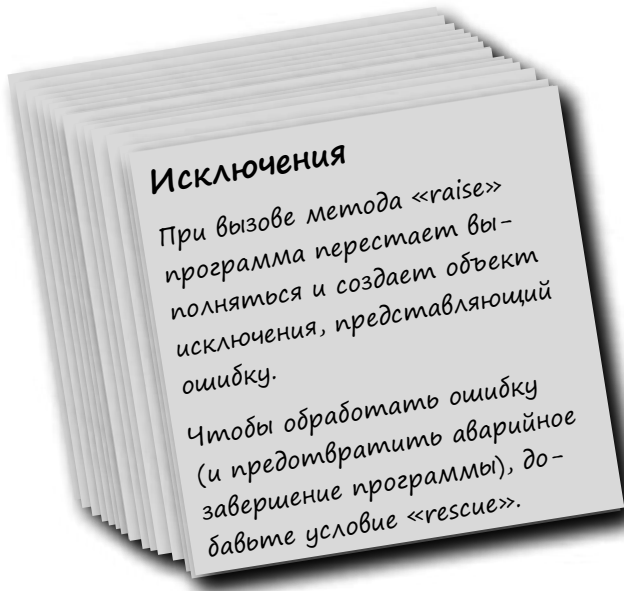 Исключения
При вызове метода «raise»
программа перестает вы-
полняться и создает объект
исключения, представляющий
ошибку.
Чтобы обработать ошибку
(и предотвратить аварийное
завершение программы), до-
бавьте условие «rescue».